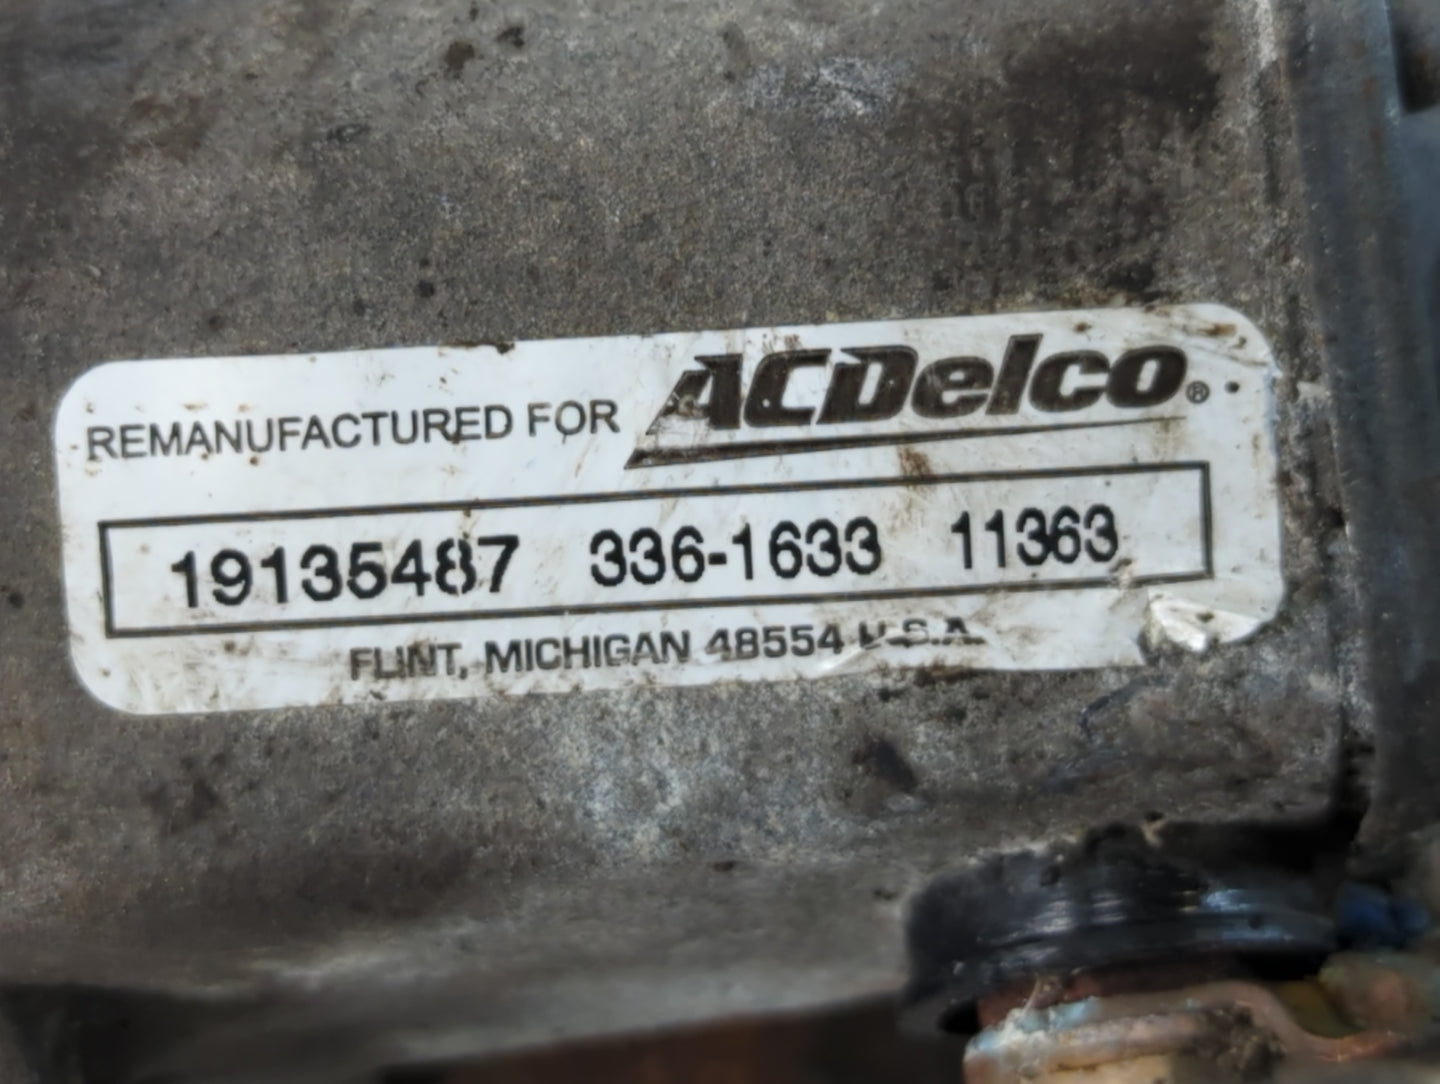 REMANUFACTURED FOR ACDelco®
19135487 336-1633 11363
FLINT, MICHIGAN 48554 U.S.A.